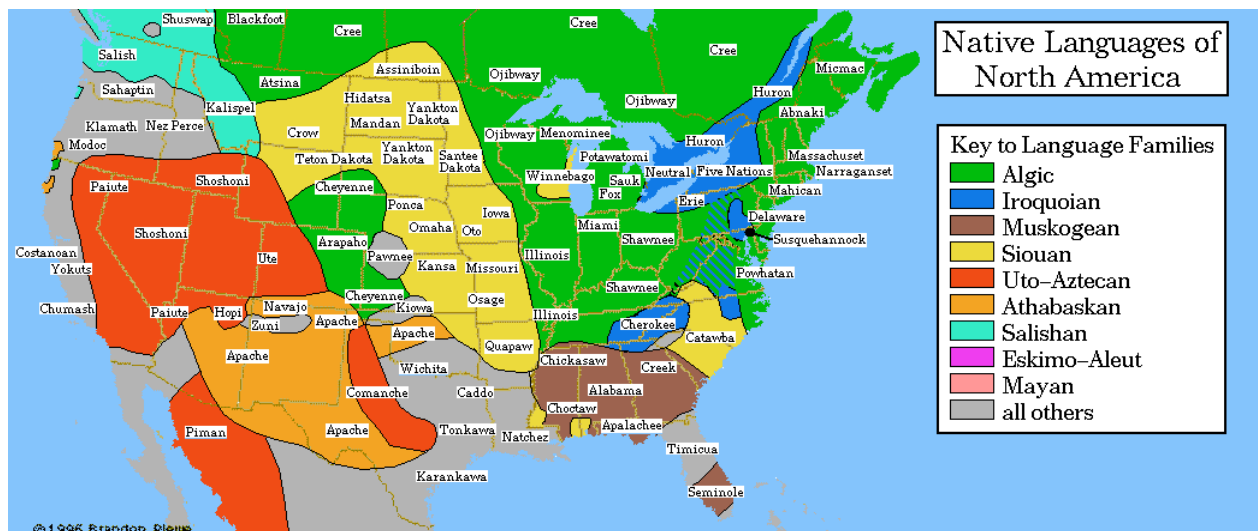 Native Languages of
North America
Key to Language Families
Algic
Iroquoian
Muskogean
Siouan
Uto-Aztecan
Athabaskan
Salishan
Eskimo-Aleut
Mayan
all others
Shuswap
Blackfoot
Cree
Cree
Cree
Salish
Assiniboin
Micmac
Atsina
Ojibway
Huron
Sahaptin
Kalispel
Hidatsa
Ojibway
Yankton
Dakota
Abnaki
Klamath
Nez Perce
Mandan
Crow
Ojibway
Menominee
Huron
Modoc
Teton Dakota
Yankton
Dakota
Santee
Dakota
Potawatomi
Massachuset
Winnebago
Neutral
Five Nations
Narraganset
Paiute
Shoshoni
Cheyenne
Sauk
Fox
Mahican
Ponca
Erie
Iowa
Delaware
Shoshoni
Omaha
Oto
Miami
Arapaho
Shawnee
Susquehannock
Costanoan
Ute
Pawnee
Illinois
Yokuts
Kansa
Missouri
Powhatan
Shawnee
Cheyenne
Osage
Chumash
Navajo
Kiowa
Paiute
Hopi
Illinois
Zuni
Apache
Cherokee
Apache
Catawba
Quapaw
Apache
Chickasaw
Creek
Wichita
Comanche
Caddo
Alabama
Choctaw
Piman
Apache
Tonkawa
Natchez
Apalachee
Timicua
Karankawa
Seminole
©1996 Brandon Plewe